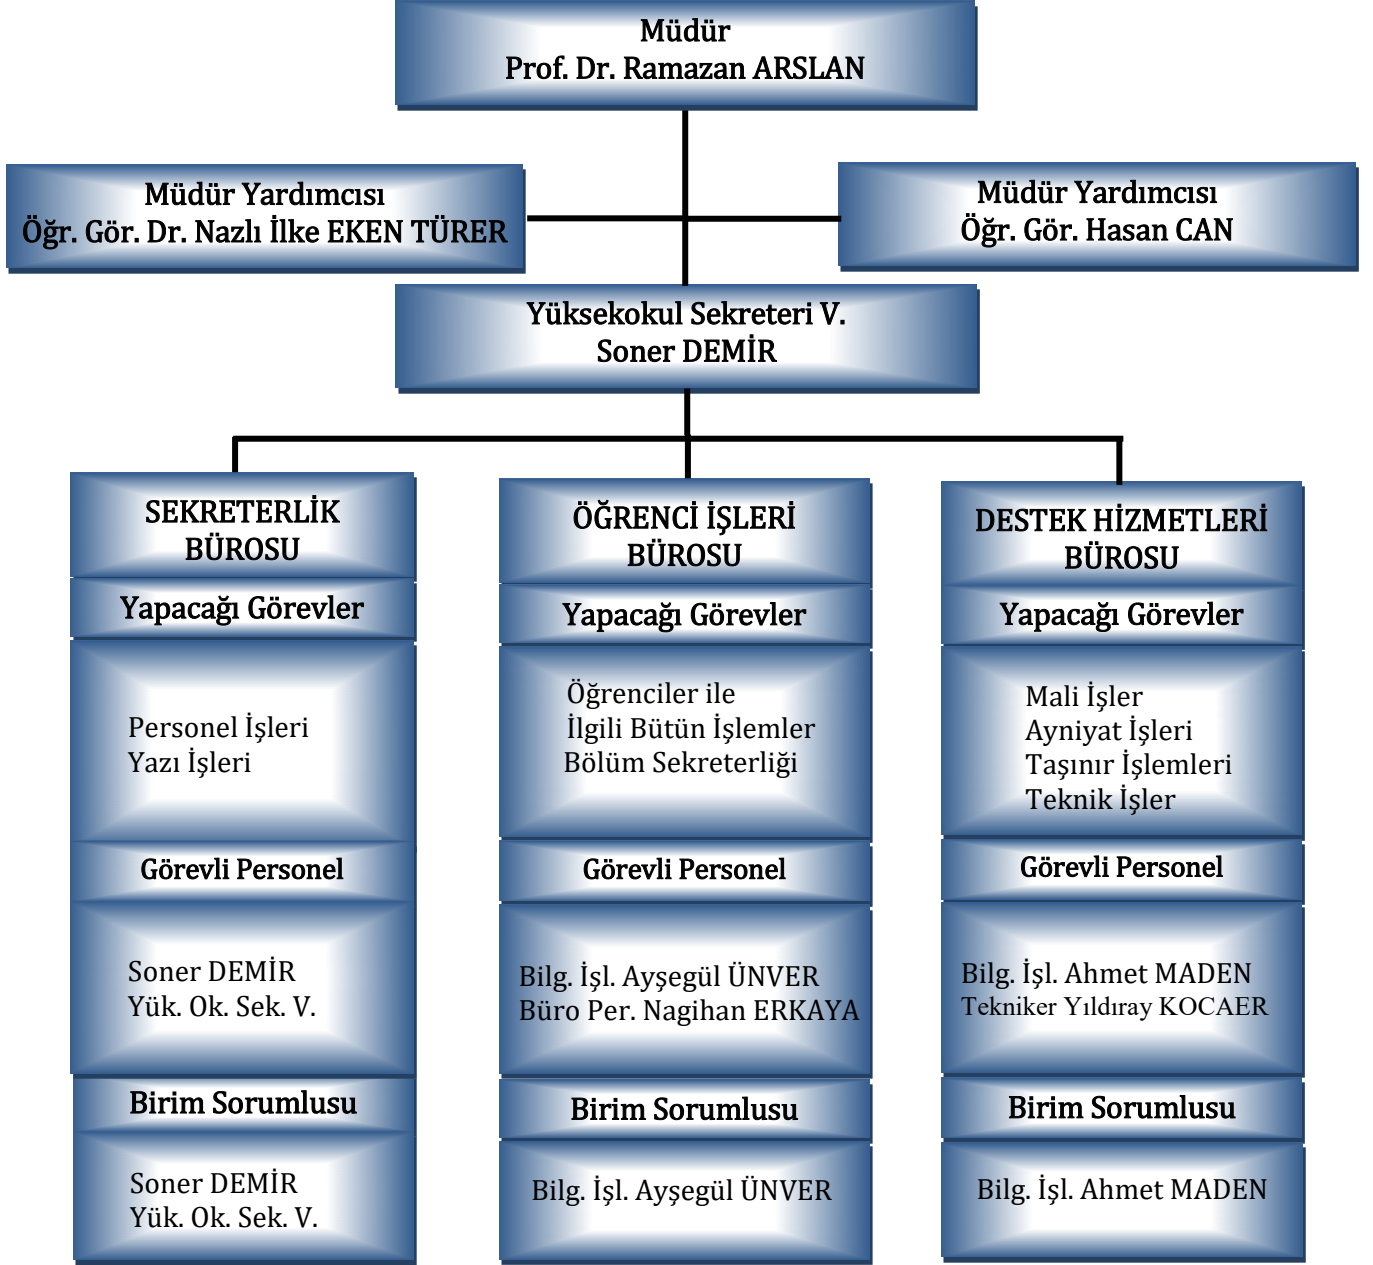 Müdür
Prof. Dr. Ramazan ARSLAN
Müdür Yardımcısı
Öğr. Gör. Dr. Nazlı İlke EKEN TÜRER
Müdür Yardımcısı
Öğr. Gör. Hasan CAN
Yüksekokul Sekreteri V.
Soner DEMİR
SEKRETERLİK
BÜROSU
Yapacağı Görevler
Personel İşleri
Yazı İşleri
Görevli Personel
Soner DEMİR
Yük. Ok. Sek. V.
Birim Sorumlusu
Soner DEMİR
Yük. Ok. Sek. V.
ÖĞRENCİ İŞLERİ
BÜROSU
Yapacağı Görevler
Öğrenciler ile
İlgili Bütün İşlemler
Bölüm Sekreterliği
Görevli Personel
Bilg. İşl. Ayşegül ÜNVER
Büro Per. Nagihan ERKAYA
Birim Sorumlusu
Bilg. İşl. Ayşegül ÜNVER
DESTEK HİZMETLERİ
BÜROSU
Yapacağı Görevler
Mali İşler
Ayniyat İşleri
Taşınır İşlemleri
Teknik İşler
Görevli Personel
Bilg. İşl. Ahmet MADEN
Tekniker Yıldıray KOCAER
Birim Sorumlusu
Bilg. İşl. Ahmet MADEN